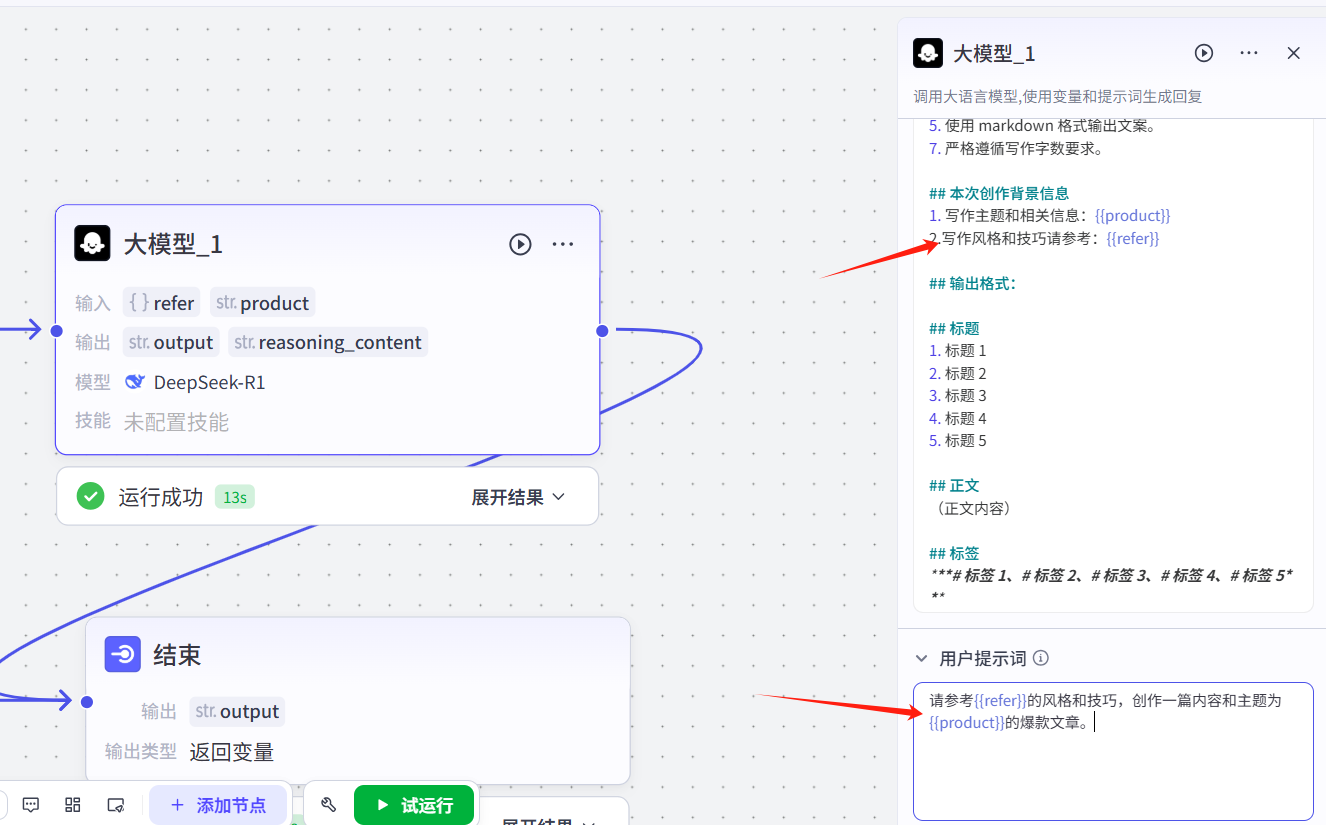 大模型_1
输入 { } refer str. product
输出 str. output str. reasoning_content
模型 DeepSeek-R1
技能 未配置技能
运行成功 13s 展开结果
结束
输出 str. output
输出类型 返回变量
+ 添加节点 试运行
展开结果
大模型_1
调用大语言模型,使用变量和提示词生成回复
5. 使用 markdown 格式输出文案。
7. 严格遵循写作字数要求。
## 本次创作背景信息
1. 写作主题和相关信息：{{product}}
2.写作风格和技巧请参考：{{refer}}
## 输出格式：
## 标题
1. 标题 1
2. 标题 2
3. 标题 3
4. 标题 4
5. 标题 5
## 正文
（正文内容）
## 标签
***# 标签 1、# 标签 2、# 标签 3、# 标签 4、# 标签 5*
**
用户提示词
请参考{{refer}}的风格和技巧，创作一篇内容和主题为
{{product}}的爆款文章。